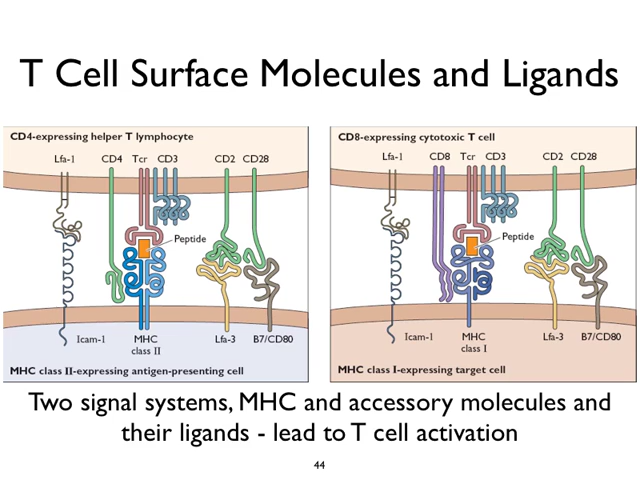 T Cell Surface Molecules and Ligands
CD4-expressing helper T lymphocyte
Lfa-1 CD4 Tcr CD3 CD2 CD28
Peptide
Icam-1 MHC class II Lfa-3 B7/CD80
MHC class II-expressing antigen-presenting cell
CD8-expressing cytotoxic T cell
Lfa-1 CD8 Tcr CD3 CD2 CD28
Peptide
Icam-1 MHC class I Lfa-3 B7/CD80
MHC class I-expressing target cell
Two signal systems, MHC and accessory molecules and
their ligands - lead to T cell activation
44